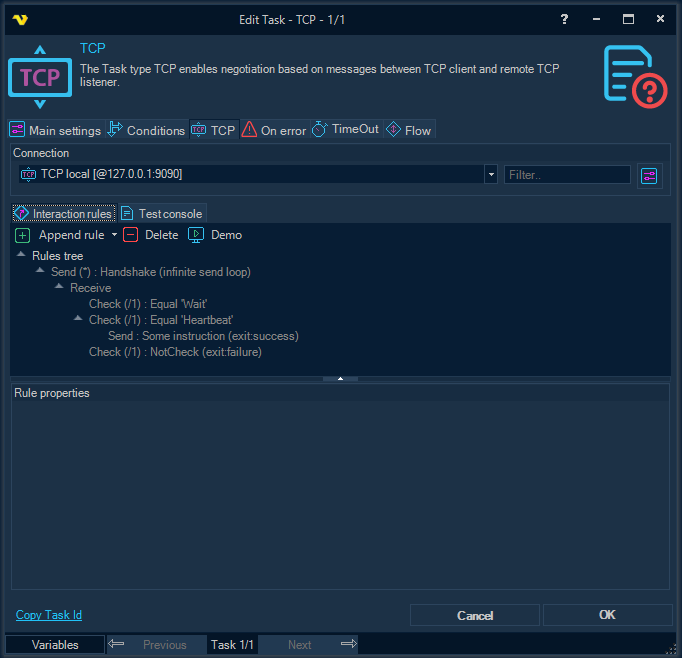 Edit Task - TCP - 1/1
?
TCP
TCP
The Task type TCP enables negotiation based on messages between TCP client and remote TCP
listener.
?
Main settings Conditions TCP TCP On error TimeOut Flow
Connection
TCP TCP local [@127.0.0.1:9090] Filter..
Interaction rules Test console
Append rule Delete Demo
Rules tree
Send (*) : Handshake (infinite send loop)
Receive
Check (/1) : Equal 'Wait'
Check (/1) : Equal 'Heartbeat'
Send : Some instruction (exit:success)
Check (/1) : NotCheck (exit:failure)
Rule properties
Copy Task Id
Cancel OK
Variables Previous Task 1/1 Next